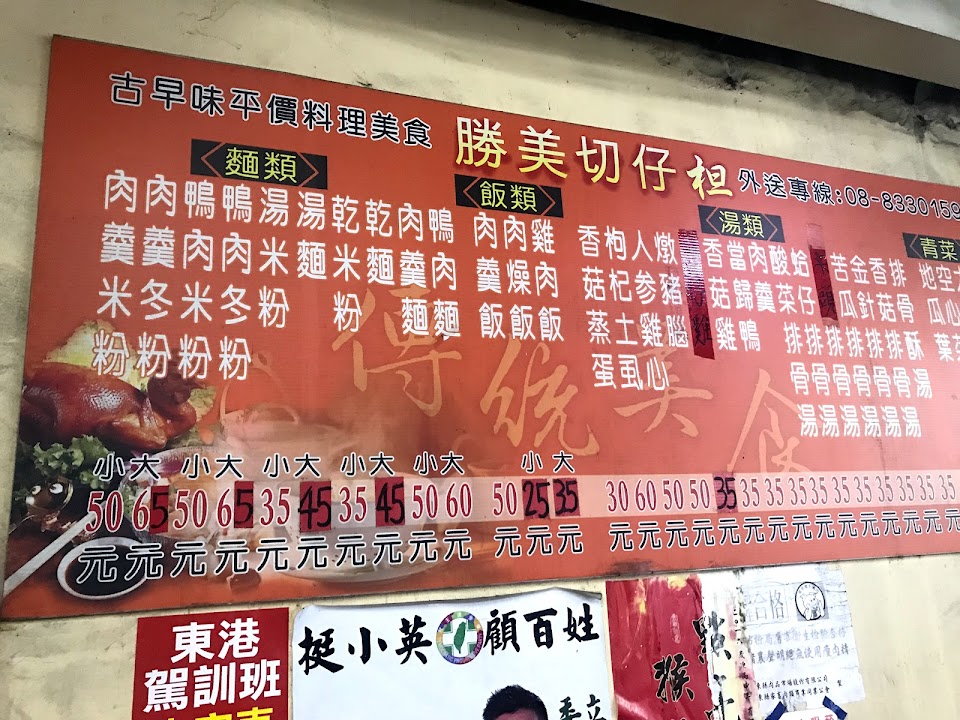 古早味平價料理美食
勝美切仔担
外送專線:08-8330159
麵類
肉羹米粉
肉羹冬粉
鴨肉米粉
鴨肉冬粉
湯米粉
湯麵
乾米粉
乾麵
肉羹麵
鴨肉麵
飯類
肉羹飯
肉燥飯
雞肉飯
湯類
香菇蒸蛋
枸杞土虱
人参雞
燉豬腦心
香菇雞
當歸鴨
肉羹
酸菜排骨湯
蛤仔排骨湯
排骨湯
苦瓜排骨湯
金針排骨湯
香菇排骨湯
排骨酥湯
青菜
地瓜葉
空心菜
傳統美食
小大 小大 小大 小大 小大 小大
50 65 50 65 35 45 35 45 50 60 50 25 35 30 60 50 50 35 35 35 35 35 35 35 35 35 35
元元元元元元元元元元 元元元 元元元元元元元元元元元元元元
東港
駕訓班
挺小英 顧百姓
合格